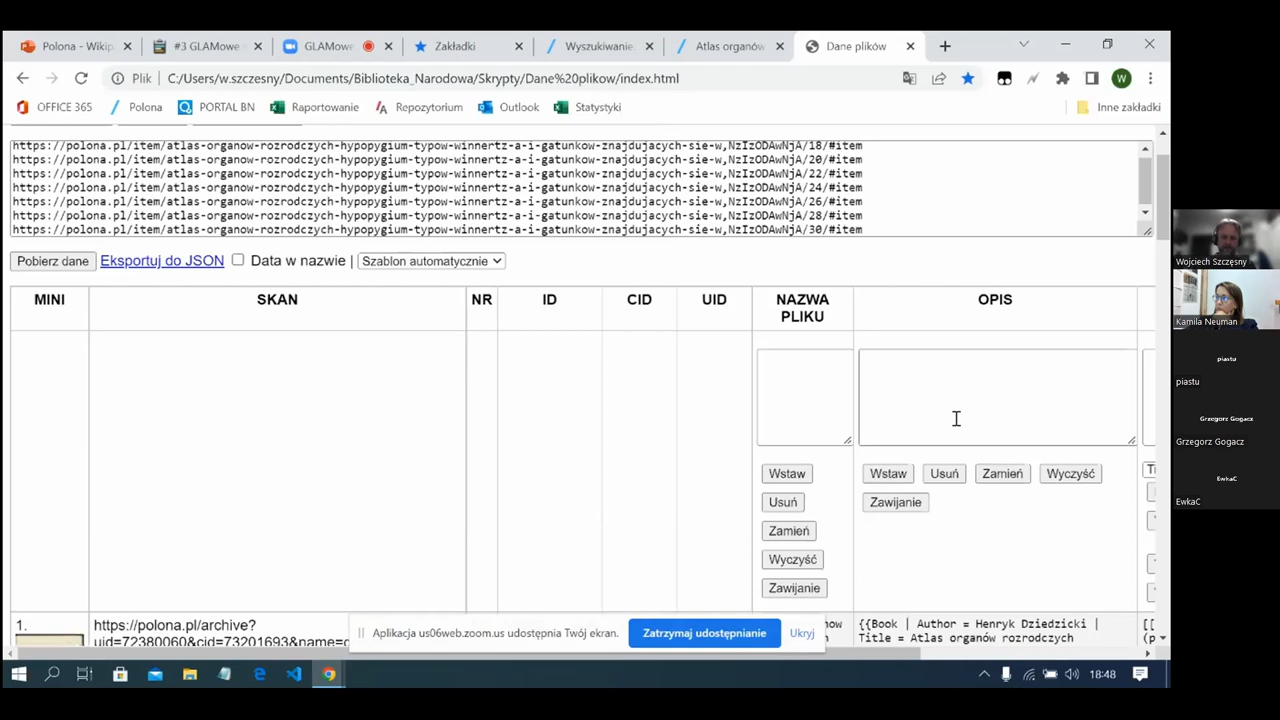 Polona - Wikip
#3 GLAMowe
GLAMowe
Zakładki
Wyszukiwanie
Atlas organów
Dane plików
Plik
C:/Users/w.szczesny/Documents/Biblioteka_Narodowa/Skrypty/Dane%20plikow/index.html
W
OFFICE 365
Polona
PORTAL BN
Raportowanie
Repozytorium
Outlook
Statystyki
Inne zakładki
https://polona.pl/item/atlas-organow-rozrodczych-hypopygium-typow-winnertz-a-i-gatunkow-znajdujacych-sie-w,NzIzODAwNjA/18/#item
https://polona.pl/item/atlas-organow-rozrodczych-hypopygium-typow-winnertz-a-i-gatunkow-znajdujacych-sie-w,NzIzODAwNjA/20/#item
https://polona.pl/item/atlas-organow-rozrodczych-hypopygium-typow-winnertz-a-i-gatunkow-znajdujacych-sie-w,NzIzODAwNjA/22/#item
https://polona.pl/item/atlas-organow-rozrodczych-hypopygium-typow-winnertz-a-i-gatunkow-znajdujacych-sie-w,NzIzODAwNjA/24/#item
https://polona.pl/item/atlas-organow-rozrodczych-hypopygium-typow-winnertz-a-i-gatunkow-znajdujacych-sie-w,NzIzODAwNjA/26/#item
https://polona.pl/item/atlas-organow-rozrodczych-hypopygium-typow-winnertz-a-i-gatunkow-znajdujacych-sie-w,NzIzODAwNjA/28/#item
https://polona.pl/item/atlas-organow-rozrodczych-hypopygium-typow-winnertz-a-i-gatunkow-znajdujacych-sie-w,NzIzODAwNjA/30/#item
Pobierz dane Eksportuj do JSON Data w nazwie | Szablon automatycznie
MINI
SKAN
NR
ID
CID
UID
NAZWA
PLIKU
OPIS
Wstaw
Usuń
Zamień
Wyczyść
Zawijanie
Wstaw
Usuń
Zamień
Wyczyść
Zawijanie
1.
https://polona.pl/archive?
uid=72380060&cid=73201693&name=
{{Book | Author = Henryk Dziedzicki |
Title = Atlas organów rozrodczych
[[
(p
Aplikacja us06web.zoom.us udostępnia Twój ekran.
Zatrzymaj udostępnianie
Ukryj
18:48
Wojciech Szczęsny
Kamila Neuman
piastu
piastu
Grzegorz Gogacz
Grzegorz Gogacz
EwkaC
EwkaC